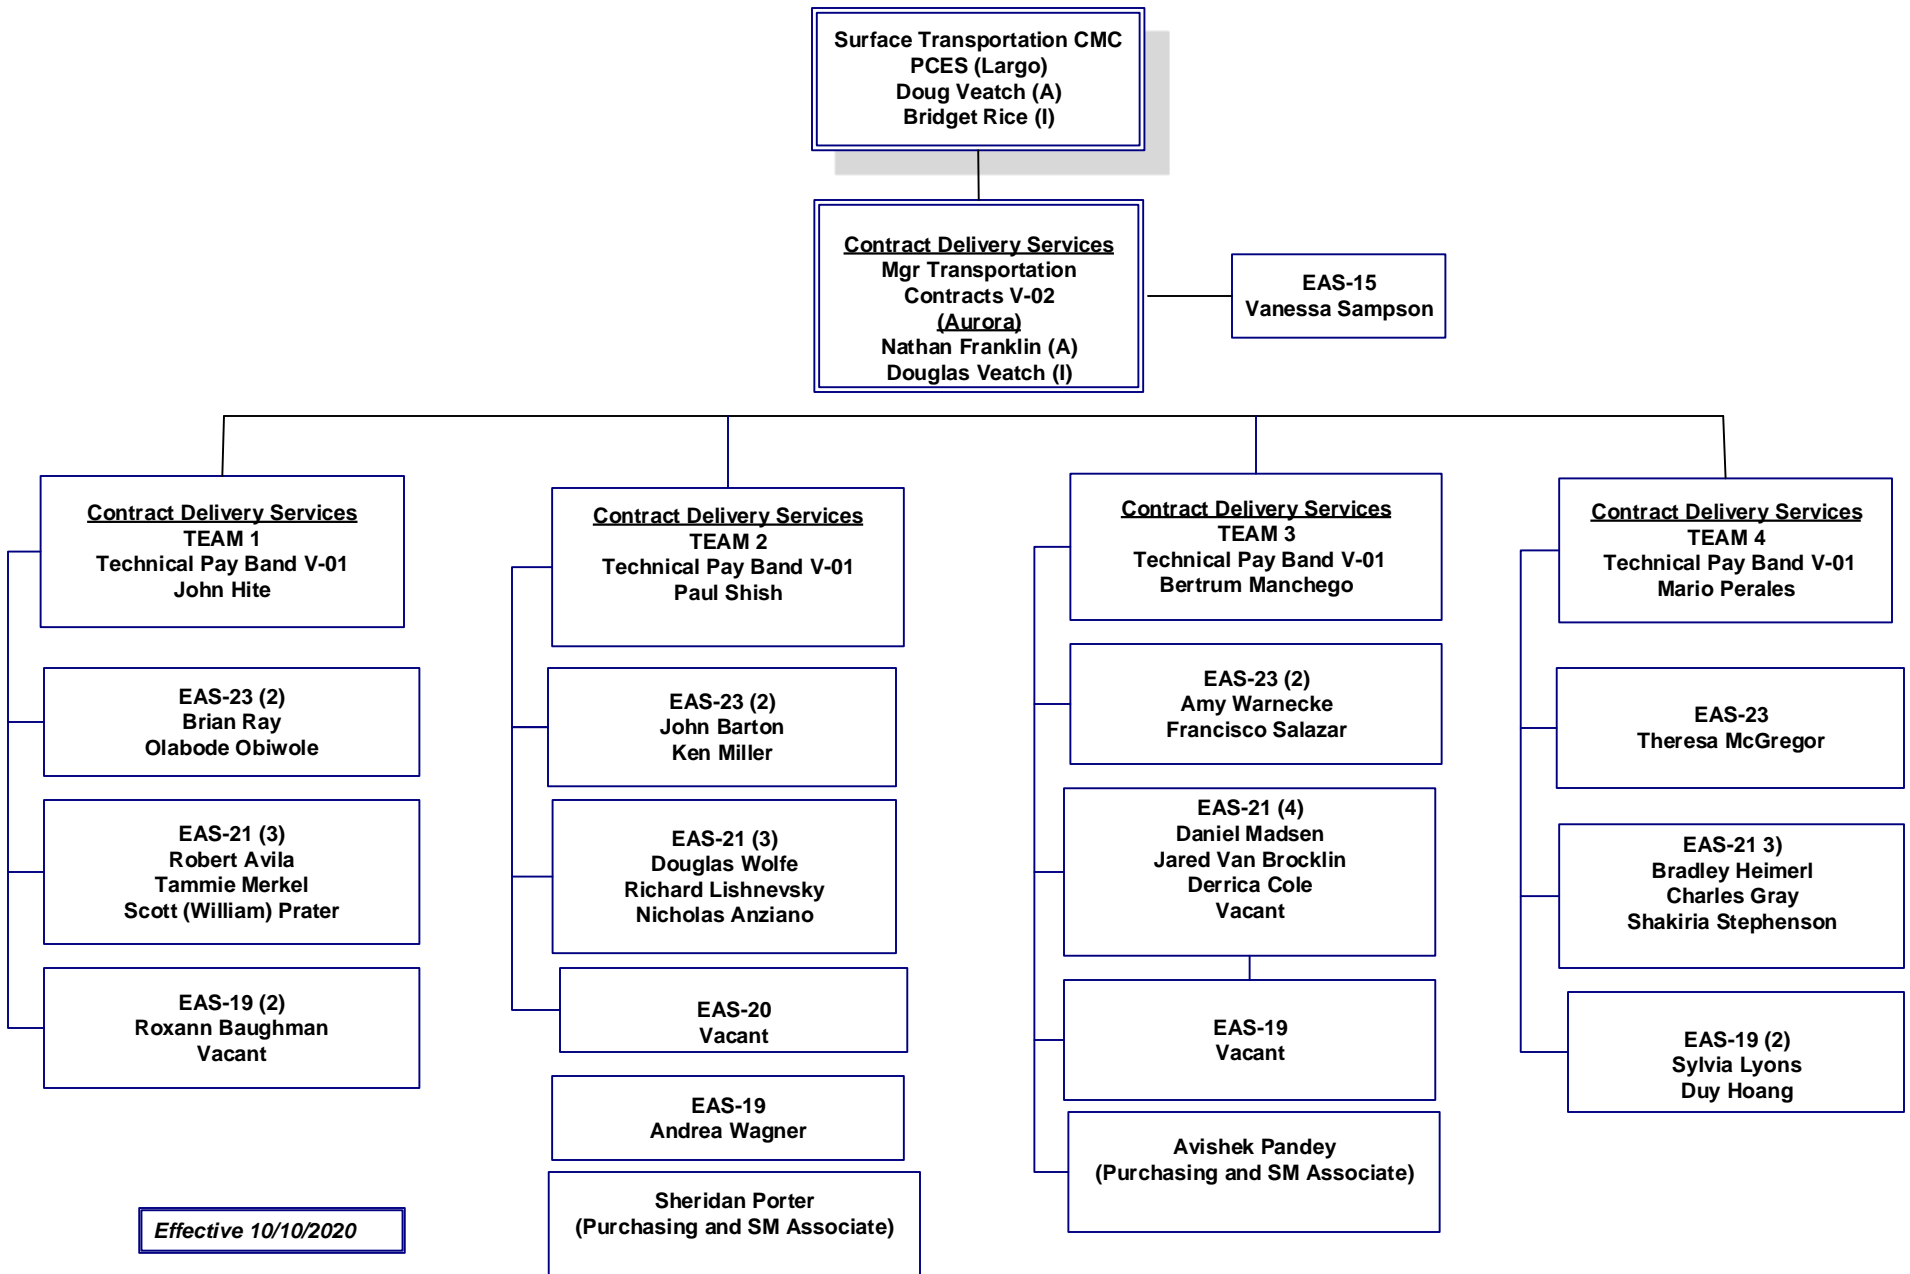 Surface Transportation CMC
PCES (Largo)
Doug Veatch (A)
Bridget Rice (I)
Contract Delivery Services
Mgr Transportation
Contracts V-02
(Aurora)
Nathan Franklin (A)
Douglas Veatch (I)
EAS-15
Vanessa Sampson
Contract Delivery Services
TEAM 1
Technical Pay Band V-01
John Hite
EAS-23 (2)
Brian Ray
Olabode Obiwole
EAS-21 (3)
Robert Avila
Tammie Merkel
Scott (William) Prater
EAS-19 (2)
Roxann Baughman
Vacant
Contract Delivery Services
TEAM 2
Technical Pay Band V-01
Paul Shish
EAS-23 (2)
John Barton
Ken Miller
EAS-21 (3)
Douglas Wolfe
Richard Lishnevsky
Nicholas Anziano
EAS-20
Vacant
EAS-19
Andrea Wagner
Sheridan Porter
(Purchasing and SM Associate)
Contract Delivery Services
TEAM 3
Technical Pay Band V-01
Bertrum Manchego
EAS-23 (2)
Amy Warnecke
Francisco Salazar
EAS-21 (4)
Daniel Madsen
Jared Van Brocklin
Derrica Cole
Vacant
EAS-19
Vacant
Avishek Pandey
(Purchasing and SM Associate)
Contract Delivery Services
TEAM 4
Technical Pay Band V-01
Mario Perales
EAS-23
Theresa McGregor
EAS-21 3)
Bradley Heimerl
Charles Gray
Shakiria Stephenson
EAS-19 (2)
Sylvia Lyons
Duy Hoang
Effective 10/10/2020